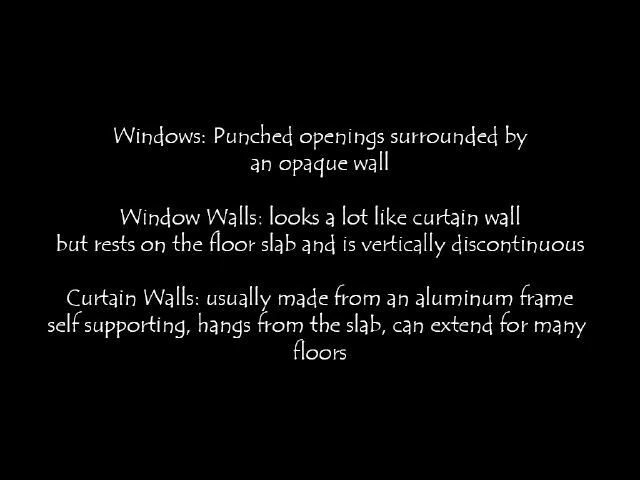 Windows: Punched openings surrounded by
an opaque wall
Window Walls: looks a lot like curtain wall
but rests on the floor slab and is vertically discontinuous
Curtain Walls: usually made from an aluminum frame
self supporting, hangs from the slab, can extend for many
floors